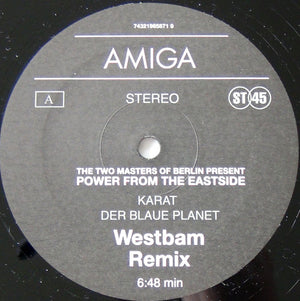 74321865871 0
AMIGA
A
STEREO
ST 45
THE TWO MASTERS OF BERLIN PRESENT
POWER FROM THE EASTSIDE
KARAT
DER BLAUE PLANET
Westbam
Remix
6:48 min